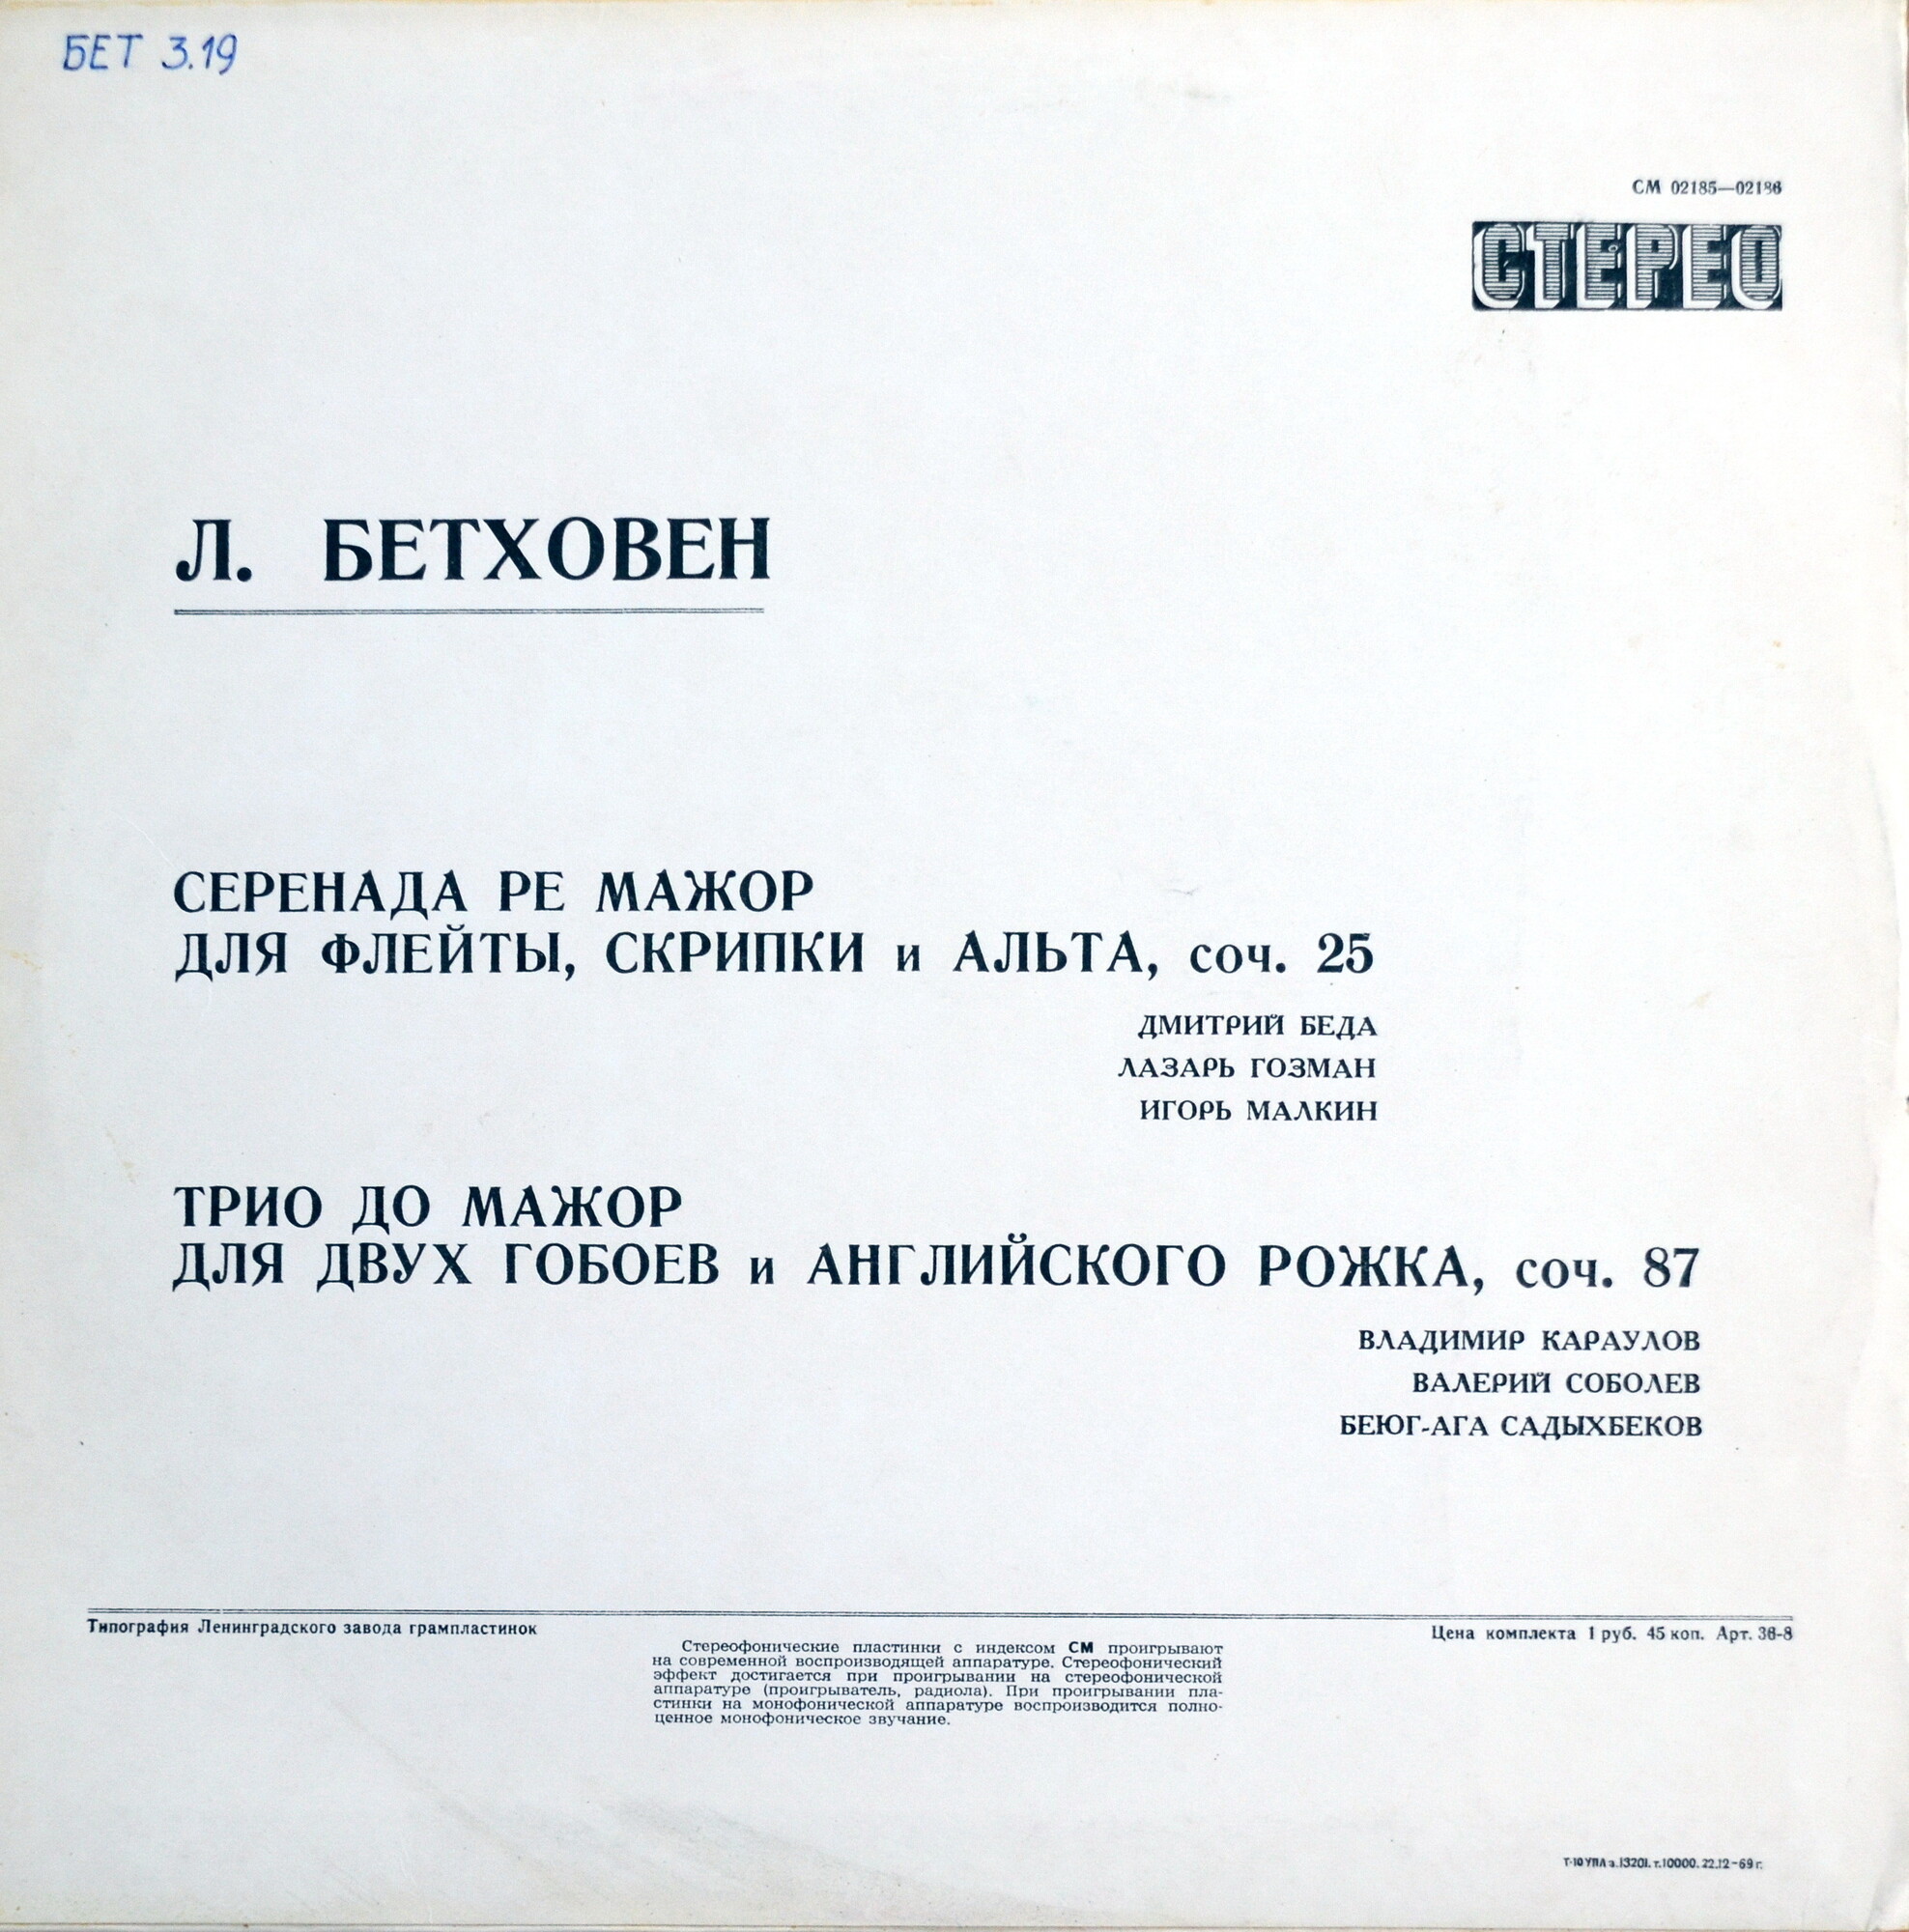 БЕТ 3.19
СМ 02185—02186
СТЕРЕО
Л. БЕТХОВЕН
СЕРЕНАДА РЕ МАЖОР
ДЛЯ ФЛЕЙТЫ, СКРИПКИ и АЛЬТА, соч. 25
ДМИТРИЙ БЕДА
ЛАЗАРЬ ГОЗМАН
ИГОРЬ МАЛКИН
ТРИО ДО МАЖОР
ДЛЯ ДВУХ ГОБОЕВ и АНГЛИЙСКОГО РОЖКА, соч. 87
ВЛАДИМИР КАРАУЛОВ
ВАЛЕРИЙ СОБОЛЕВ
БЕЮГ-АГА САДЫХБЕКОВ
Типография Ленинградского завода грампластинок
Цена комплекта 1 руб. 45 коп. Арт. 36-8
Стереофонические пластинки с индексом СМ проигрывают
на современной воспроизводящей аппаратуре. Стереофонический
эффект достигается при проигрывании на стереофонической
аппаратуре (проигрыватель, радиола). При проигрывании пла-
стинки на монофонической аппаратуре воспроизводится полно-
ценное монофоническое звучание.
Т-10 УПЛ з. 13201. т. 10000. 22.12-69 г.